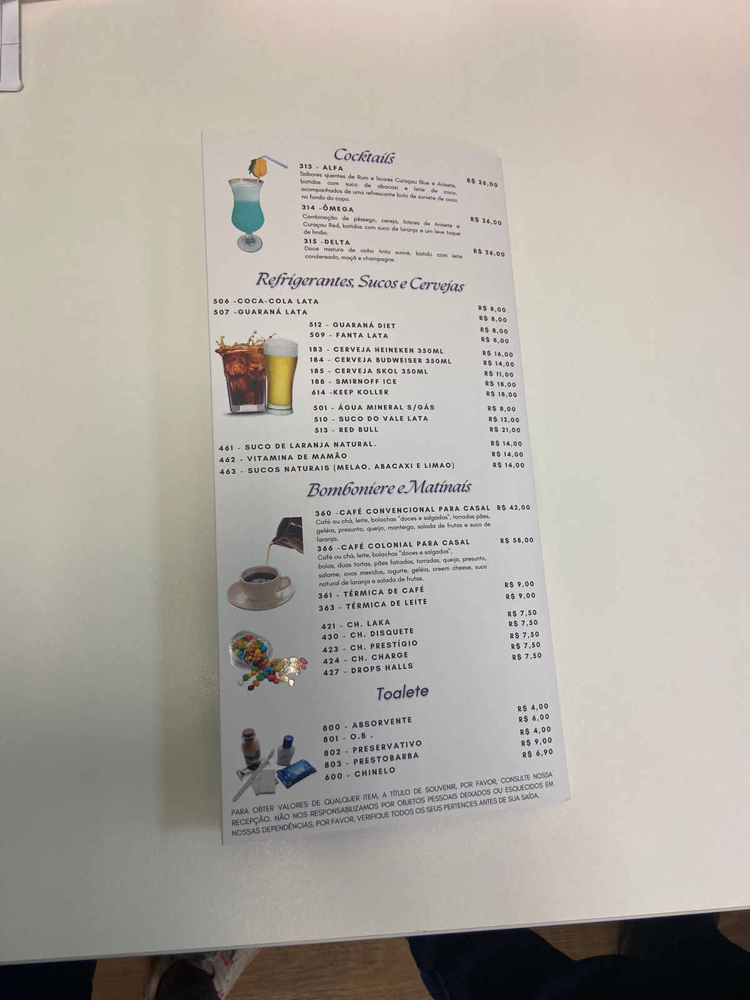 Cocktails
313 - ALFA
Sabores quentes de Rum e licores Curaçau Blue e Anisete, R$ 26,00
batidos com suco de abacaxi e leite de coco,
acompanhados de uma refrescante bola de sorvete de coco
no fundo do copo.
314 -ÔMEGA
Combinação de pêssego, cereja, licores de Anisete e R$ 26,00
Curaçau Red, batidos com suco de laranja e um leve toque
de limão.
315 -DELTA
Doce mistura de vinho tinto suave, batido com leite R$ 26,00
condensado, maçã e champagne.
Refrigerantes, Sucos e Cervejas
506 -COCA-COLA LATA R$ 8,00
507 -GUARANÁ LATA R$ 8,00
512 - GUARANÁ DIET R$ 8,00
509 - FANTA LATA R$ 8,00
183 - CERVEJA HEINEKEN 350ML R$ 16,00
184 - CERVEJA BUDWEISER 350ML R$ 14,00
185 - CERVEJA SKOL 350ML R$ 11,00
188 - SMIRNOFF ICE R$ 18,00
614 -KEEP KOLLER R$ 18,00
501 - ÁGUA MINERAL S/GÁS R$ 8,00
510 - SUCO DO VALE LATA R$ 12,00
513 - RED BULL R$ 21,00
461 - SUCO DE LARANJA NATURAL. R$ 14,00
462 - VITAMINA DE MAMÃO R$ 14,00
463 - SUCOS NATURAIS (MELAO, ABACAXI E LIMAO) R$ 14,00
Bomboniere e Matinais
360 -CAFÉ CONVENCIONAL PARA CASAL R$ 42,00
Café ou chá, leite, bolachas "doces e salgadas", torradas pães,
geléia, presunto, queijo, manteiga, salada de frutas e suco de
laranja.
366 -CAFÉ COLONIAL PARA CASAL R$ 58,00
Café ou chá, leite, bolachas "doces e salgadas",
bolos, duas tortas, pães fatiados, torradas, queijo, presunto,
salame, ovos mexidos, iogurte, geléia, creem cheese, suco
natural de laranja e salada de frutas.
361 - TÉRMICA DE CAFÉ R$ 9,00
363 - TÉRMICA DE LEITE R$ 9,00
421 - CH. LAKA R$ 7,50
430 - CH. DISQUETE R$ 7,50
423 - CH. PRESTÍGIO R$ 7,50
424 - CH. CHARGE R$ 7,50
427 - DROPS HALLS R$ 7,50
Toalete
800 - ABSORVENTE R$ 4,00
801 - O.B . R$ 6,00
802 - PRESERVATIVO R$ 4,00
803 - PRESTOBARBA R$ 9,00
600 - CHINELO R$ 6,90
PARA OBTER VALORES DE QUALQUER ITEM, A TÍTULO DE SOUVENIR, POR FAVOR, CONSULTE NOSSA
RECEPÇÃO. NÃO NOS RESPONSABILIZAMOS POR OBJETOS PESSOAIS DEIXADOS OU ESQUECIDOS EM
NOSSAS DEPENDÊNCIAS, POR FAVOR, VERIFIQUE TODOS OS SEUS PERTENCES ANTES DE SUA SAÍDA.